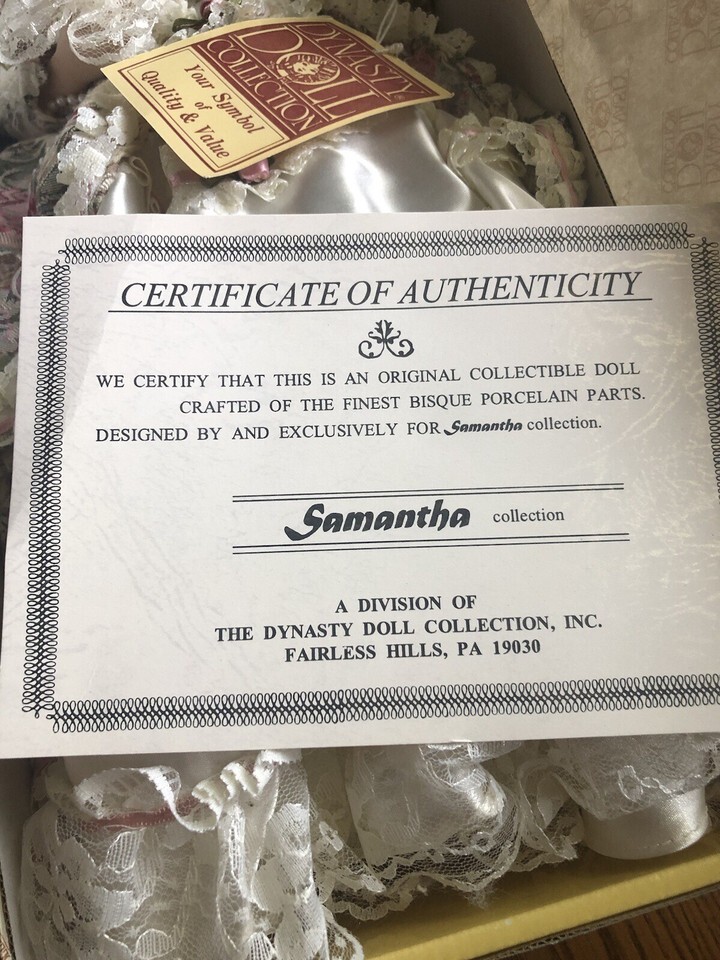 DYNASTY
DOLL
COLLECTION
Your Symbol
of
Quality & Value
CERTIFICATE OF AUTHENTICITY
WE CERTIFY THAT THIS IS AN ORIGINAL COLLECTIBLE DOLL
CRAFTED OF THE FINEST BISQUE PORCELAIN PARTS.
DESIGNED BY AND EXCLUSIVELY FOR Samantha collection.
Samantha collection
A DIVISION OF
THE DYNASTY DOLL COLLECTION, INC.
FAIRLESS HILLS, PA 19030